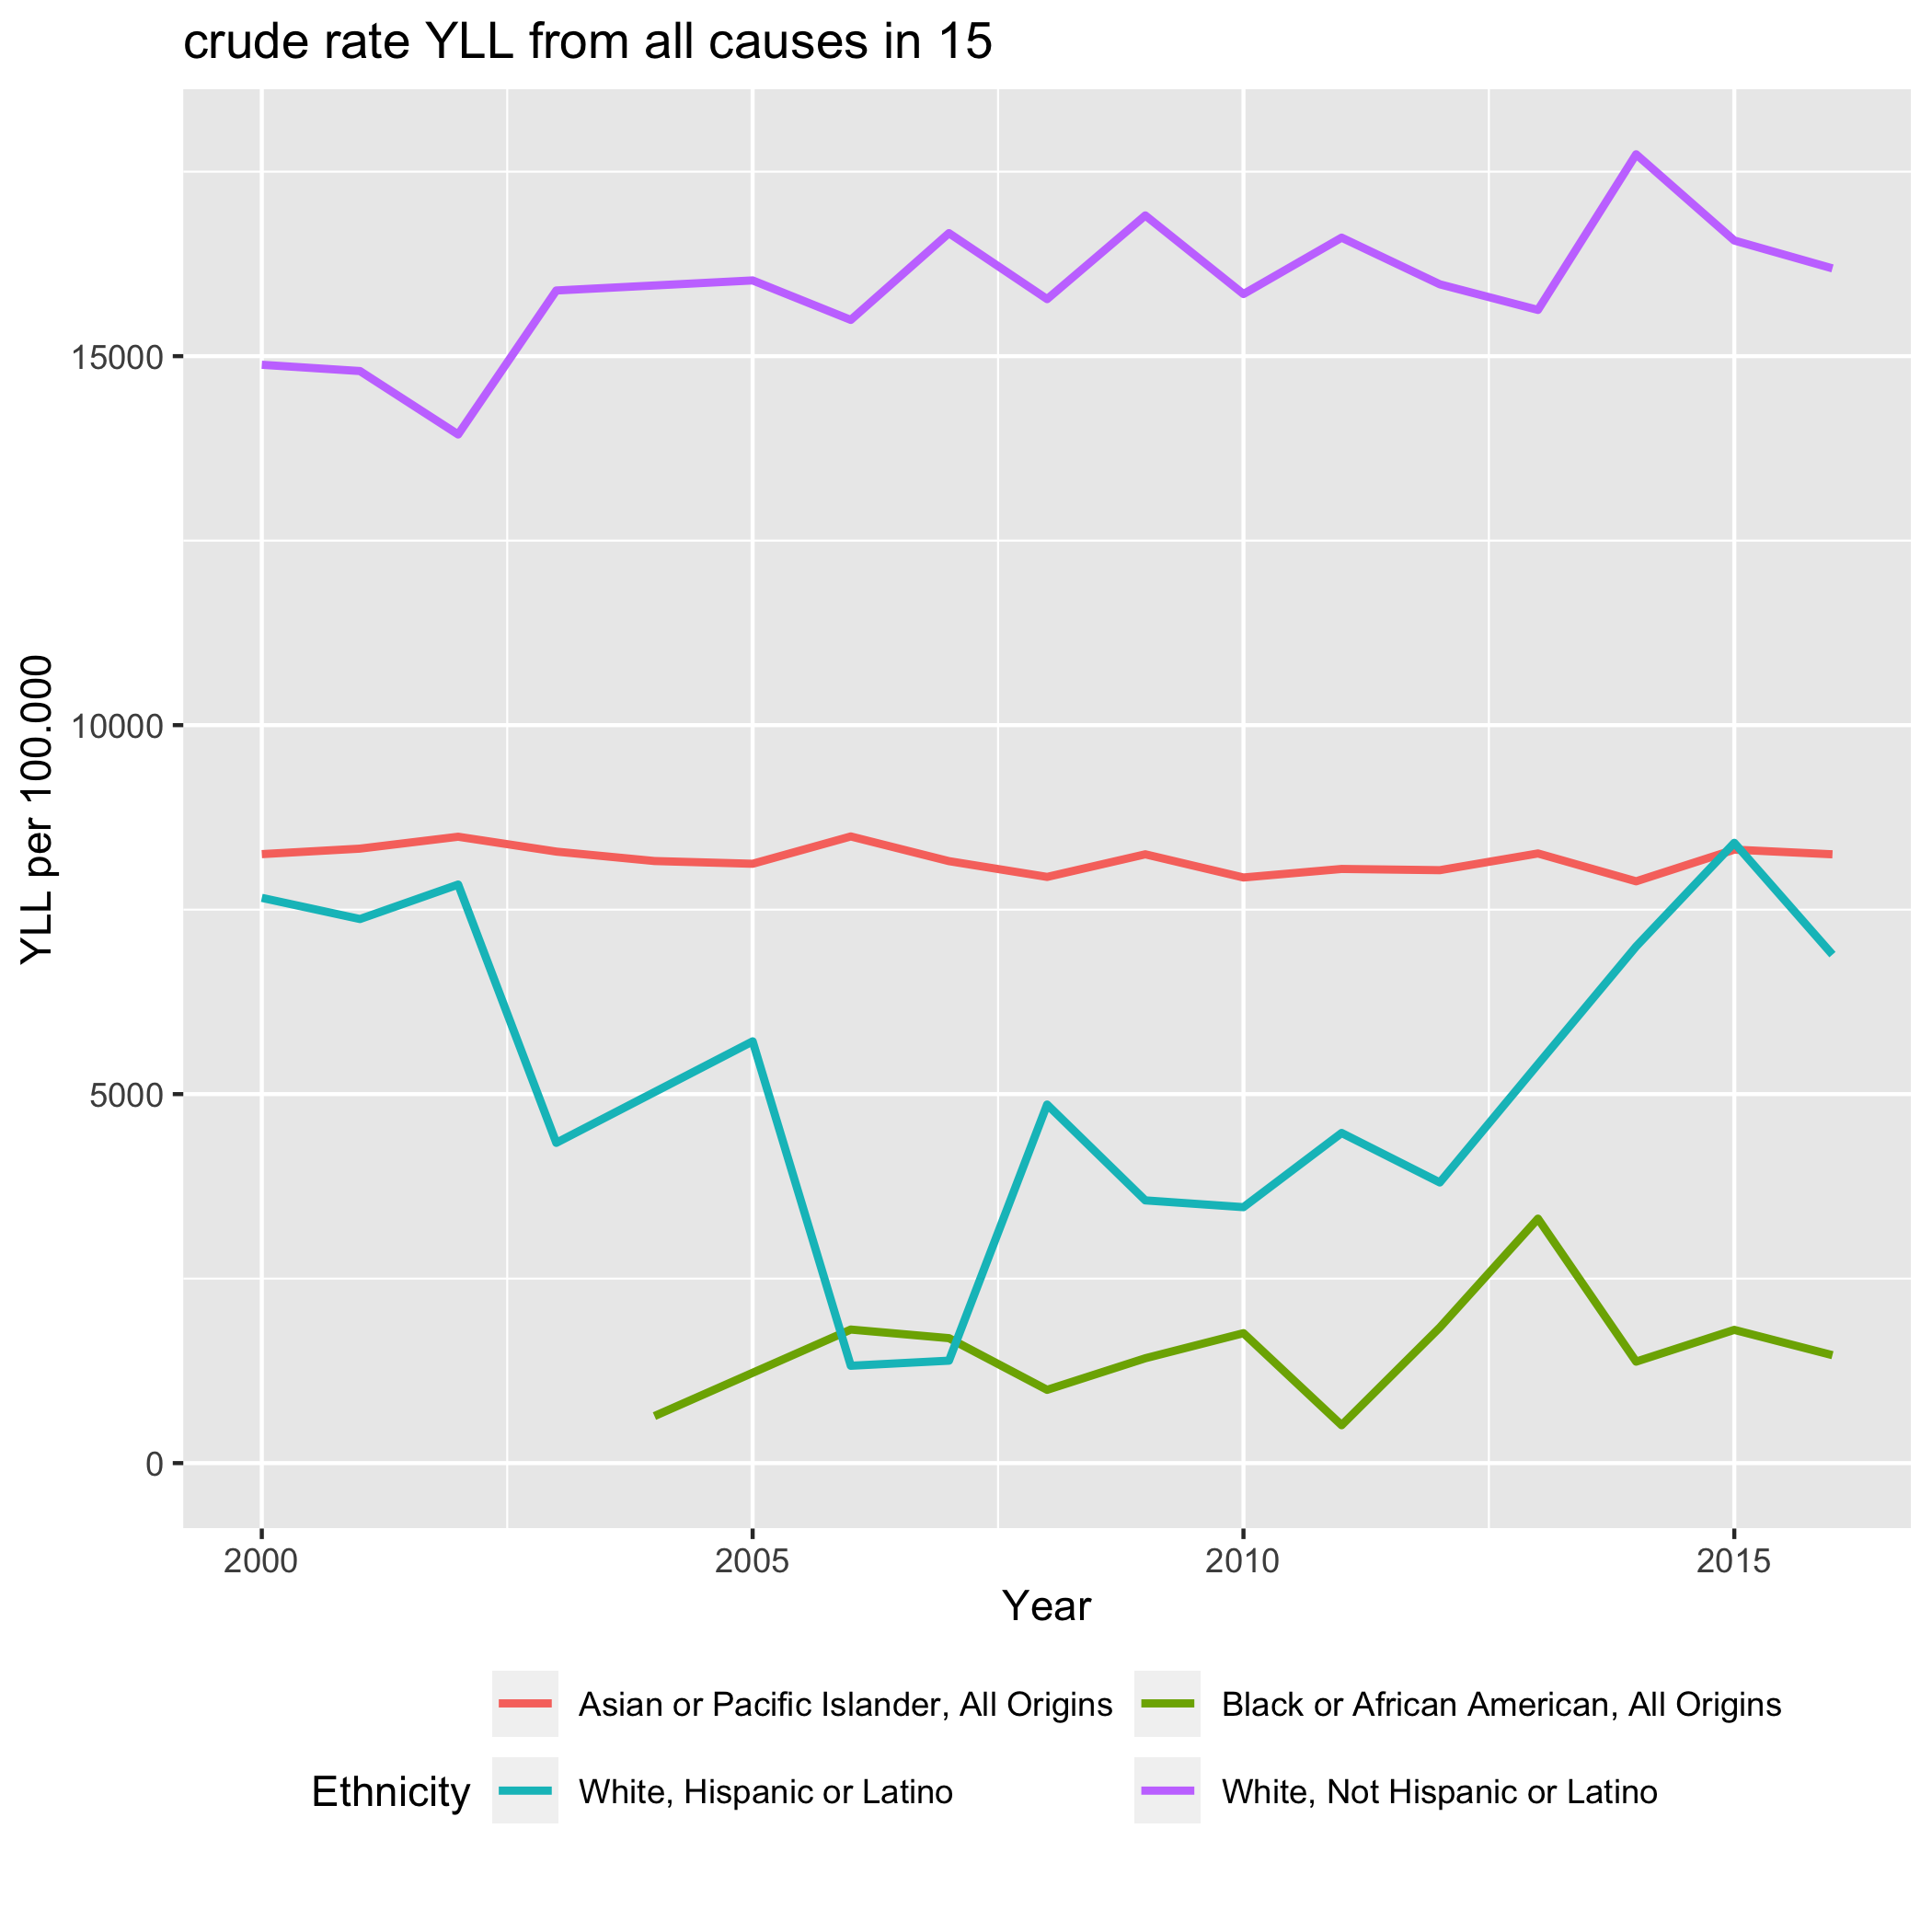 crude rate YLL from all causes in 15
YLL per 100.000
15000
10000
5000
0
2000 2005 2010 2015
Year
Ethnicity
Asian or Pacific Islander, All Origins
Black or African American, All Origins
White, Hispanic or Latino
White, Not Hispanic or Latino